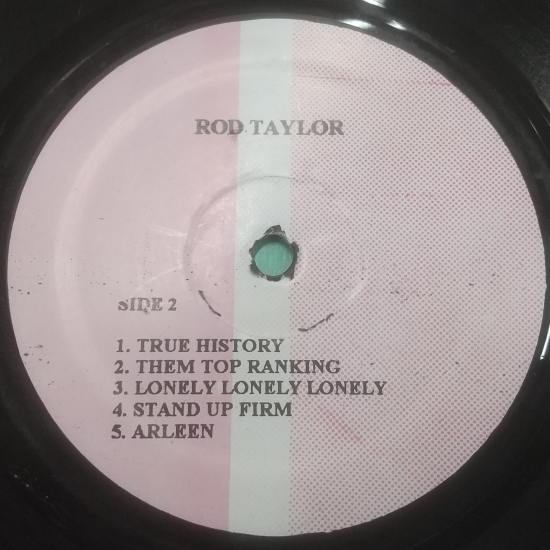 ROD TAYLOR
SIDE 2
1. TRUE HISTORY
2. THEM TOP RANKING
3. LONELY LONELY LONELY
4. STAND UP FIRM
5. ARLEEN